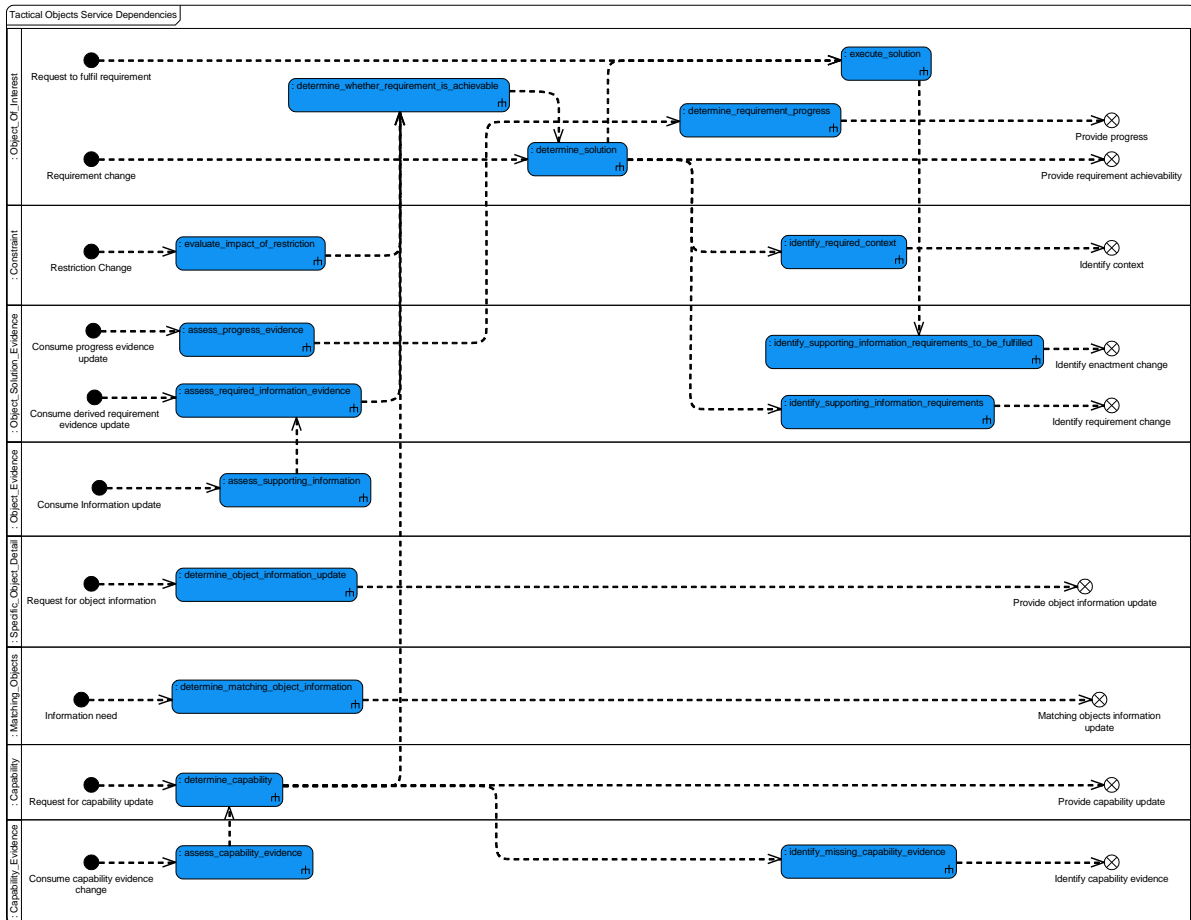 Tactical Objects Service Dependencies
: Object_Of_Interest
Request to fulfil requirement
: execute_solution
: determine_whether_requirement_is_achievable
: determine_requirement_progress
Provide progress
Requirement change
: determine_solution
Provide requirement achievability
: Constraint
Restriction Change
: evaluate_impact_of_restriction
: identify_required_context
Identify context
: Object_Solution_Evidence
Consume progress evidence
update
: assess_progress_evidence
: identify_supporting_information_requirements_to_be_fulfilled
Identify enactment change
Consume derived requirement
evidence update
: assess_required_information_evidence
: identify_supporting_information_requirements
Identify requirement change
: Object_Evidence
Consume Information update
: assess_supporting_information
: Specific_Object_Detail
Request for object information
: determine_object_information_update
Provide object information update
: Matching_Objects
Information need
: determine_matching_object_information
Matching objects information
update
: Capability
Request for capability update
: determine_capability
Provide capability update
: Capability_Evidence
Consume capability evidence
change
: assess_capability_evidence
: identify_missing_capability_evidence
Identify capability evidence